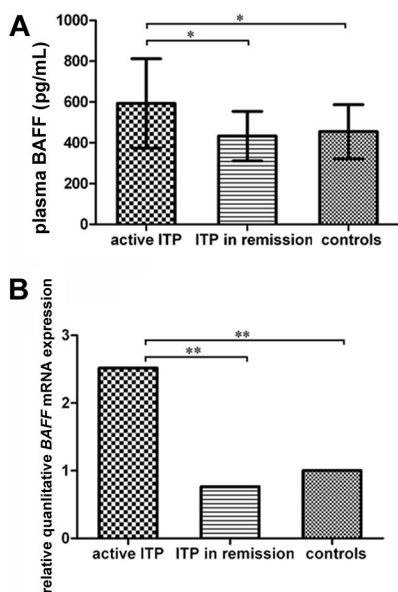 A
plasma BAFF (pg/mL)
1000
800
600
400
200
0
*
*
active ITP
ITP in remission
controls
B
relative quanlitative BAFF mRNA expression
3
2
1
0
**
**
active ITP
ITP in remission
controls